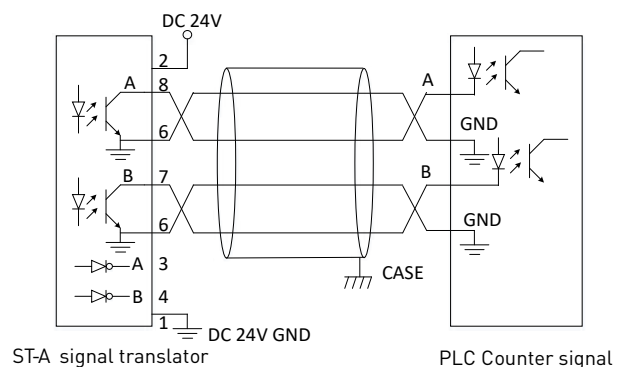 DC 24V
2
A 8
6
B 7
6
A 3
B 4
1
DC 24V GND
A
GND
B
GND
CASE
ST-A signal translator
PLC Counter signal